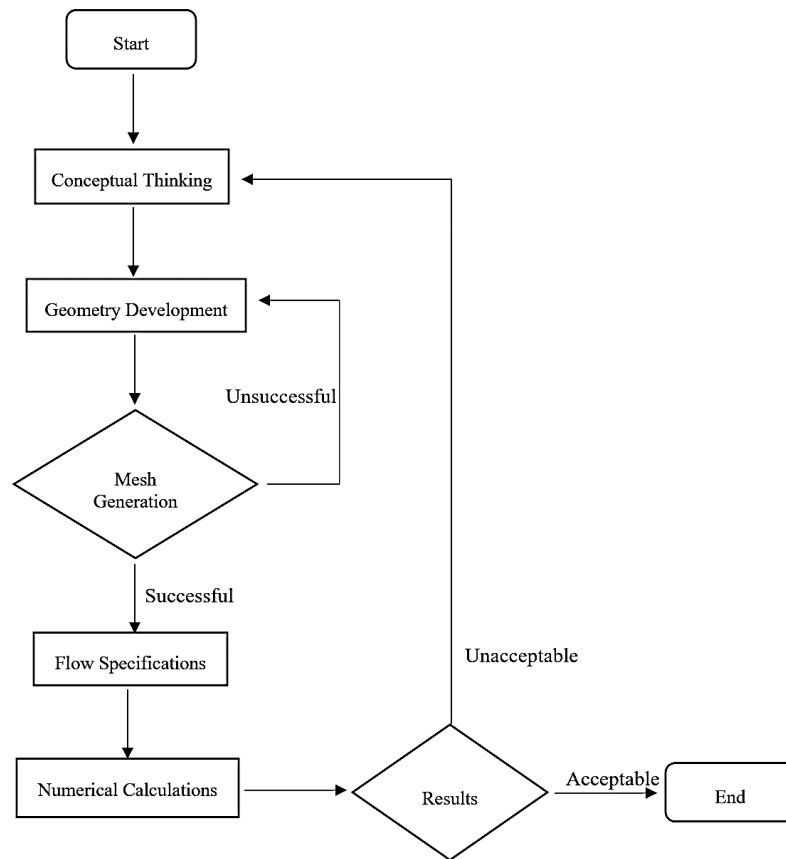 Start
Conceptual Thinking
Geometry Development
Unsuccessful
Mesh
Generation
Successful
Flow Specifications
Unacceptable
Numerical Calculations
Results
Acceptable
End